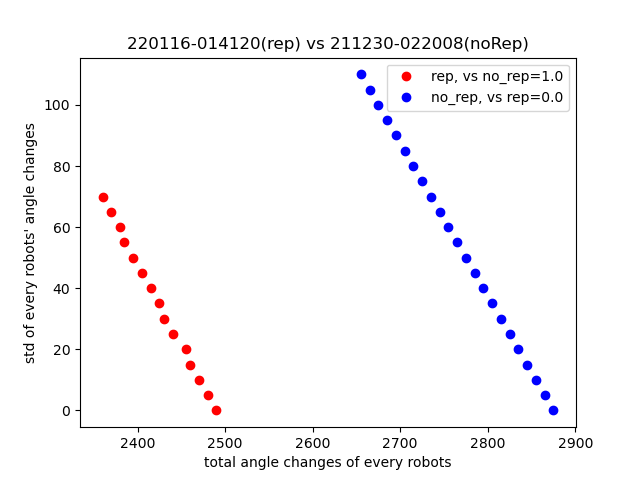 220116-014120(rep) vs 211230-022008(noRep)
rep, vs no_rep=1.0
no_rep, vs rep=0.0
std of every robots' angle changes
100
80
60
40
20
0
2400 2500 2600 2700 2800 2900
total angle changes of every robots